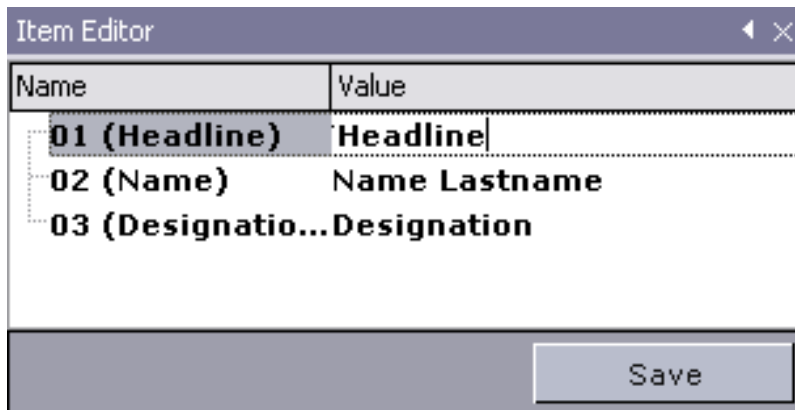 Item Editor
Name Value
01 (Headline) Headline
02 (Name) Name Lastname
03 (Designatio... Designation
Save